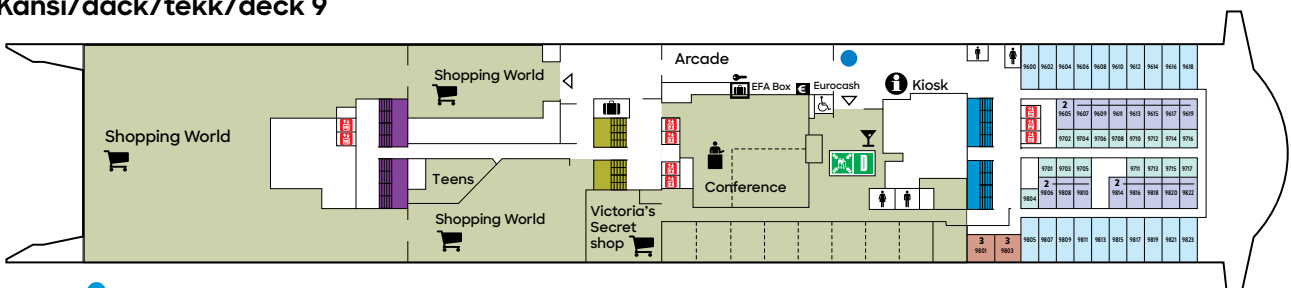 Kansi/däck/tekk/deck 9
Arcade
Shopping World
EFA Box
Eurocash
Kiosk
Shopping World
Teens
Conference
Shopping World
Victoria's
Secret
shop
9600 9602 9604 9606 9608 9610 9612 9614 9616 9618
2
9605 9607 9609 9611 9613 9615 9617 9619
9702 9704 9706 9708 9710 9712 9714 9716
9701 9703 9705 9711 9713 9715 9717
2 2
9804 9806 9808 9810 9814 9816 9818 9820 9822
3 3
9801 9803
9805 9807 9809 9811 9813 9815 9817 9819 9821 9823